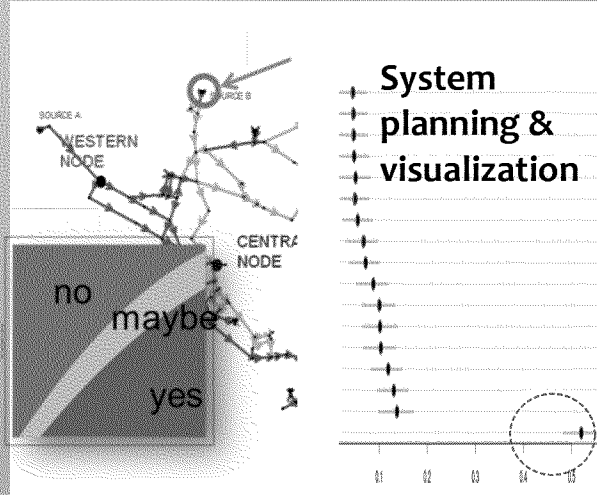 System
planning &
visualization
SOURCE A
SOURCE B
WESTERN
NODE
CENTRA
NODE
no
maybe
yes
0.1
0.2
0.3
0.4
0.5